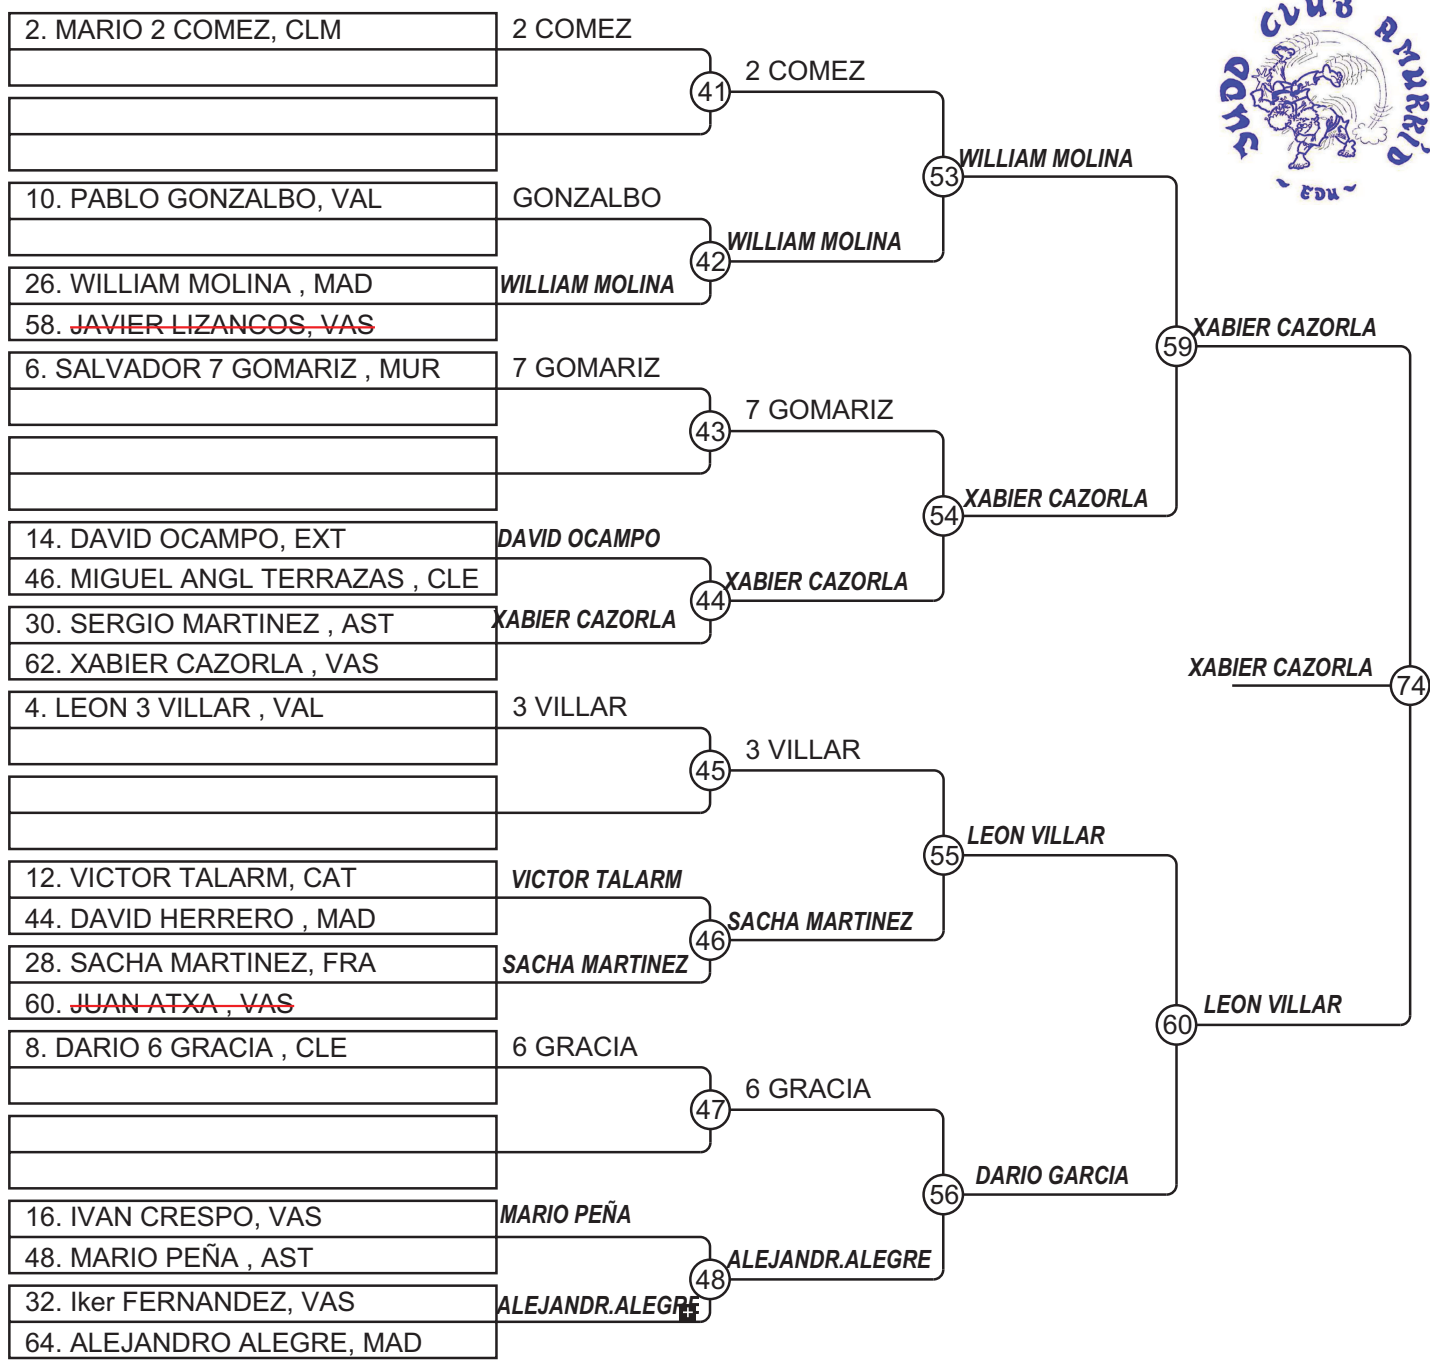 JUDO CLUB AMURRIO
~ EDN ~
2. MARIO 2 COMEZ, CLM
2 COMEZ
41
2 COMEZ
10. PABLO GONZALBO, VAL
GONZALBO
42
WILLIAM MOLINA
26. WILLIAM MOLINA , MAD
WILLIAM MOLINA
58. JAVIER LIZANCOS, VAS
53
WILLIAM MOLINA
6. SALVADOR 7 GOMARIZ , MUR
7 GOMARIZ
43
7 GOMARIZ
14. DAVID OCAMPO, EXT
DAVID OCAMPO
46. MIGUEL ANGL TERRAZAS , CLE
44
XABIER CAZORLA
30. SERGIO MARTINEZ , AST
XABIER CAZORLA
62. XABIER CAZORLA , VAS
54
XABIER CAZORLA
59
XABIER CAZORLA
4. LEON 3 VILLAR , VAL
3 VILLAR
45
3 VILLAR
12. VICTOR TALARM, CAT
VICTOR TALARM
44. DAVID HERRERO , MAD
46
SACHA MARTINEZ
28. SACHA MARTINEZ, FRA
SACHA MARTINEZ
60. JUAN ATXA , VAS
55
LEON VILLAR
8. DARIO 6 GRACIA , CLE
6 GRACIA
47
6 GRACIA
16. IVAN CRESPO, VAS
MARIO PEÑA
48. MARIO PEÑA , AST
48
ALEJANDR.ALEGRE
32. Iker FERNANDEZ, VAS
ALEJANDR.ALEGRE
64. ALEJANDRO ALEGRE, MAD
56
DARIO GARCIA
60
LEON VILLAR
XABIER CAZORLA
74